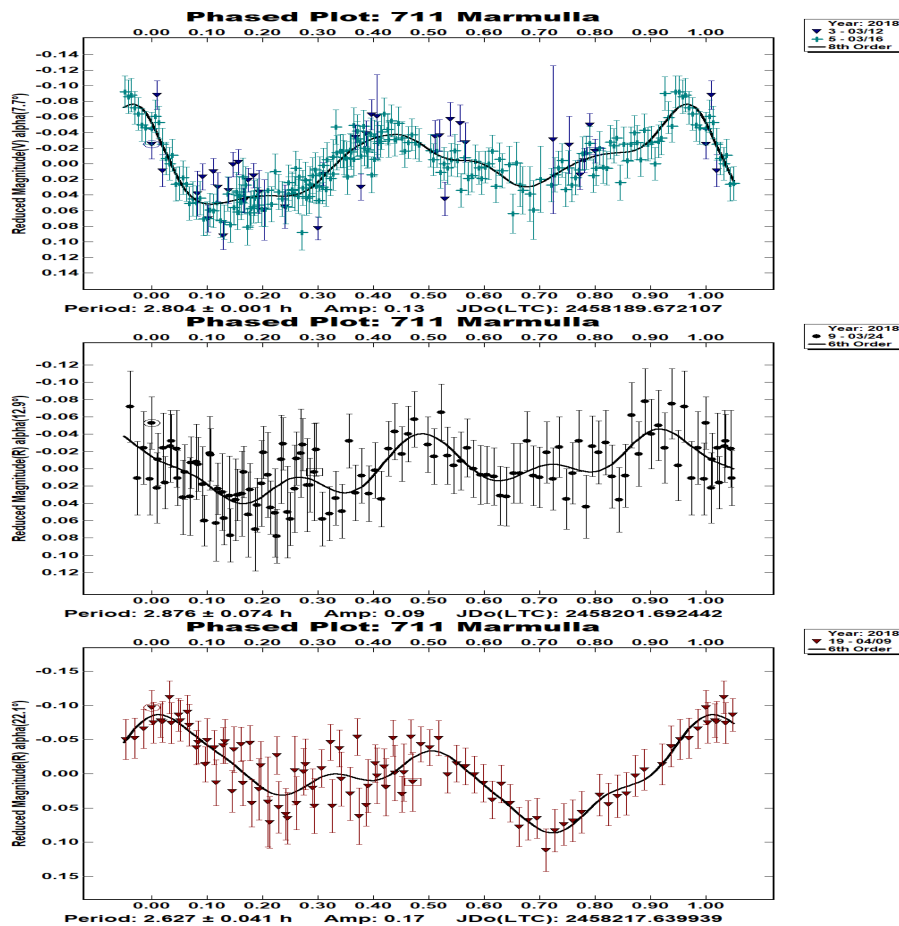 Phased Plot: 711 Marmulla
Year: 2018
3 - 03/12
5 - 03/16
8th Order
0.00 0.10 0.20 0.30 0.40 0.50 0.60 0.70 0.80 0.90 1.00
-0.14
-0.12
-0.10
-0.08
-0.06
-0.04
-0.02
0.00
0.02
0.04
0.06
0.08
0.10
0.12
0.14
Reduced Magnitude(V) alpha(7.7º)
0.00 0.10 0.20 0.30 0.40 0.50 0.60 0.70 0.80 0.90 1.00
Period: 2.804 ± 0.001 h Amp: 0.13 JDo(LTC): 2458189.672107
Phased Plot: 711 Marmulla
Year: 2018
9 - 03/24
6th Order
0.00 0.10 0.20 0.30 0.40 0.50 0.60 0.70 0.80 0.90 1.00
-0.12
-0.10
-0.08
-0.06
-0.04
-0.02
0.00
0.02
0.04
0.06
0.08
0.10
0.12
Reduced Magnitude(R) alpha(12.9º)
0.00 0.10 0.20 0.30 0.40 0.50 0.60 0.70 0.80 0.90 1.00
Period: 2.876 ± 0.074 h Amp: 0.09 JDo(LTC): 2458201.692442
Phased Plot: 711 Marmulla
Year: 2018
19 - 04/09
6th Order
0.00 0.10 0.20 0.30 0.40 0.50 0.60 0.70 0.80 0.90 1.00
-0.15
-0.10
-0.05
0.00
0.05
0.10
0.15
Reduced Magnitude(R) alpha(22.1º)
0.00 0.10 0.20 0.30 0.40 0.50 0.60 0.70 0.80 0.90 1.00
Period: 2.627 ± 0.041 h Amp: 0.17 JDo(LTC): 2458217.639939